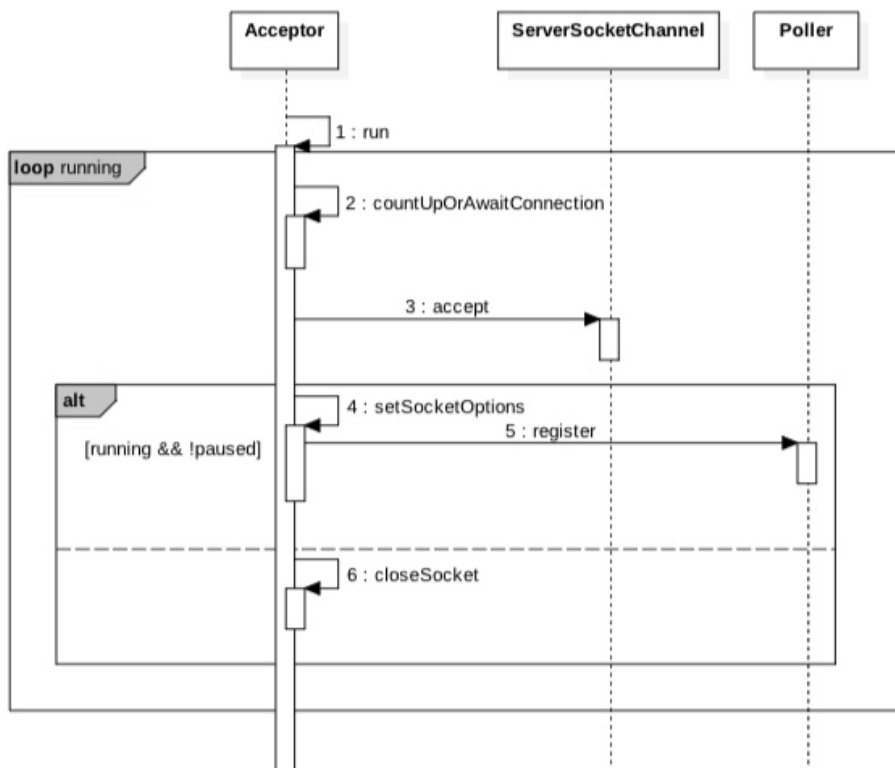 Acceptor
ServerSocketChannel
Poller
1 : run
loop running
2 : countUpOrAwaitConnection
3 : accept
alt
4 : setSocketOptions
5 : register
[running && !paused]
6 : closeSocket